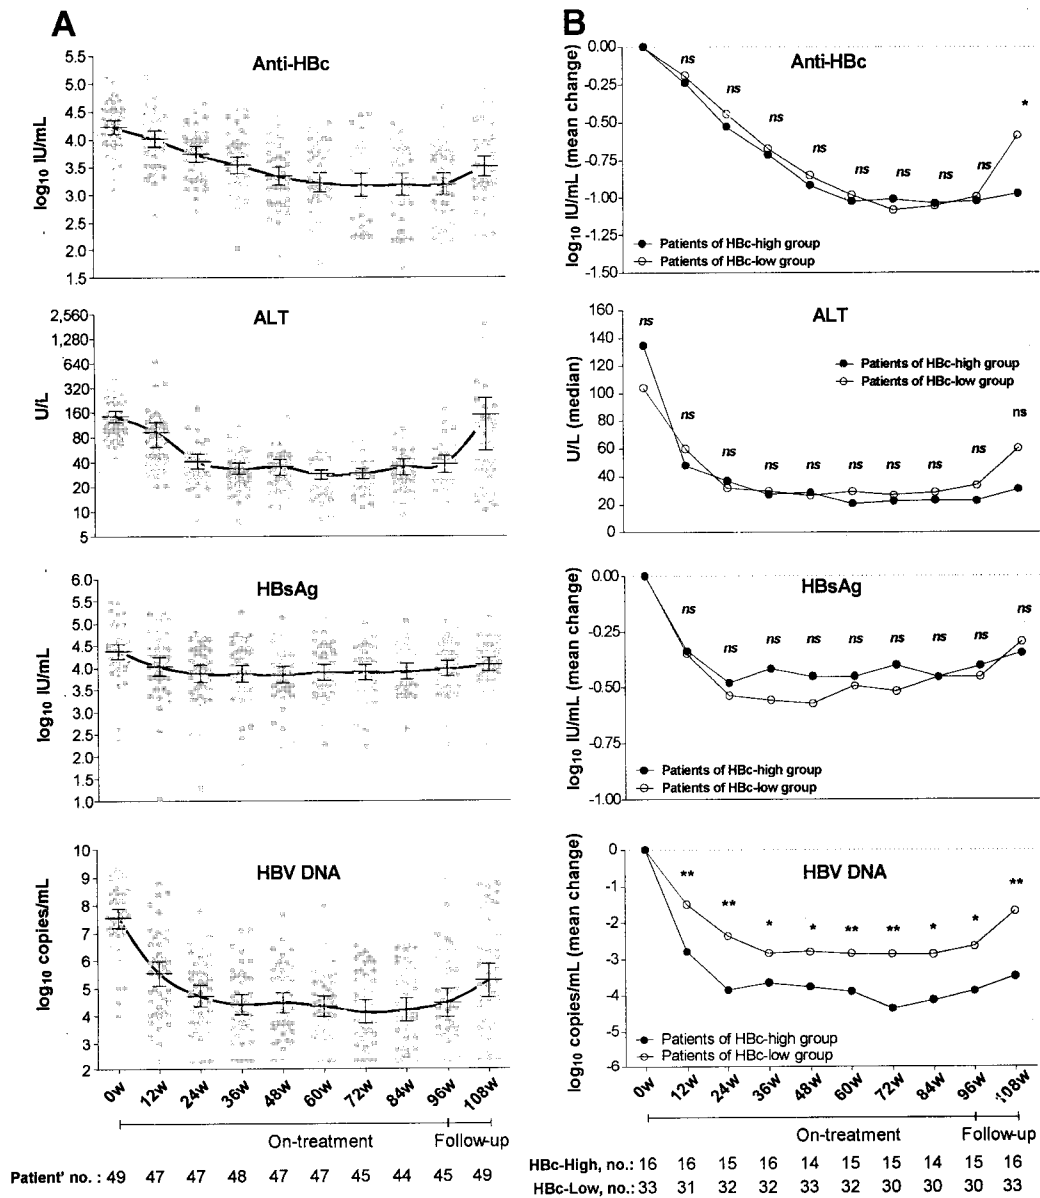 A
Anti-HBc
log10 IU/mL
5.5
5.0
4.5
4.0
3.5
3.0
2.5
2.0
1.5
ALT
U/L
2,560
1,280
640
320
160
80
40
20
10
5
HBsAg
log10 IU/mL
6.0
5.5
5.0
4.5
4.0
3.5
3.0
2.5
2.0
1.5
1.0
HBV DNA
log10 copies/mL
10
9
8
7
6
5
4
3
2
0w 12w 24w 36w 48w 60w 72w 84w 96w 108w
On-treatment Follow-up
Patient' no. : 49 47 47 48 47 47 45 44 45 49
B
Anti-HBc
log10 IU/mL (mean change)
0.00
-0.25
-0.50
-0.75
-1.00
-1.25
-1.50
ns ns ns ns ns ns ns ns *
Patients of HBc-high group
Patients of HBc-low group
ALT
U/L (median)
160
140
120
100
80
60
40
20
0
ns ns ns ns ns ns ns ns ns ns
Patients of HBc-high group
Patients of HBc-low group
HBsAg
log10 IU/mL (mean change)
0.00
-0.25
-0.50
-0.75
-1.00
ns ns ns ns ns ns ns ns ns
Patients of HBc-high group
Patients of HBc-low group
HBV DNA
log10 copies/mL (mean change)
0
-1
-2
-3
-4
-5
-6
** ** * * ** ** * * **
Patients of HBc-high group
Patients of HBc-low group
0w 12w 24w 36w 48w 60w 72w 84w 96w 108w
On-treatment Follow-up
HBc-High, no.: 16 16 15 16 14 15 15 14 15 16
HBc-Low, no.: 33 31 32 32 33 32 30 30 30 33